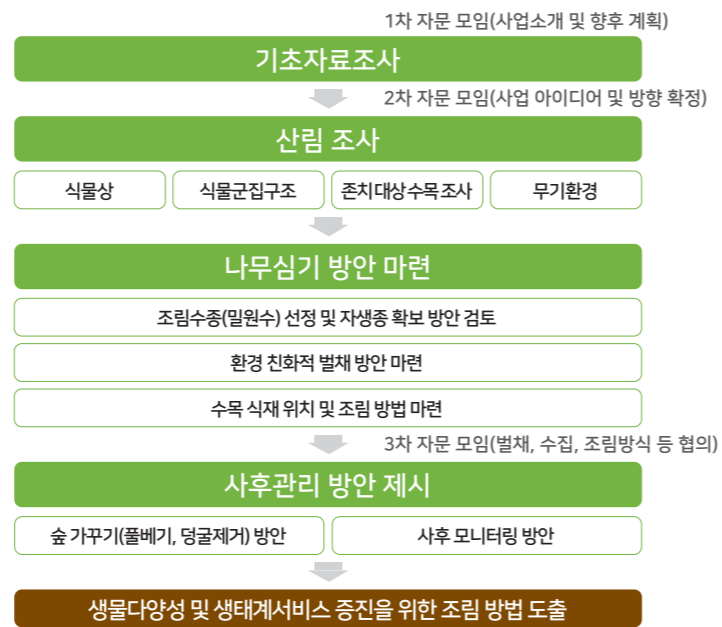 1차 자문 모임(사업소개 및 향후 계획)
기초자료조사
2차 자문 모임(사업 아이디어 및 방향 확정)
산림 조사
식물상
식물군집구조
존치대상수목조사
무기환경
나무심기 방안 마련
조림수종(밀원수) 선정 및 자생종 확보 방안 검토
환경 친화적 벌채 방안 마련
수목 식재 위치 및 조림 방법 마련
3차 자문 모임(벌채, 수집, 조림방식 등 협의)
사후관리 방안 제시
숲 가꾸기(풀베기, 덩굴제거) 방안
사후 모니터링 방안
생물다양성 및 생태계서비스 증진을 위한 조림 방법 도출